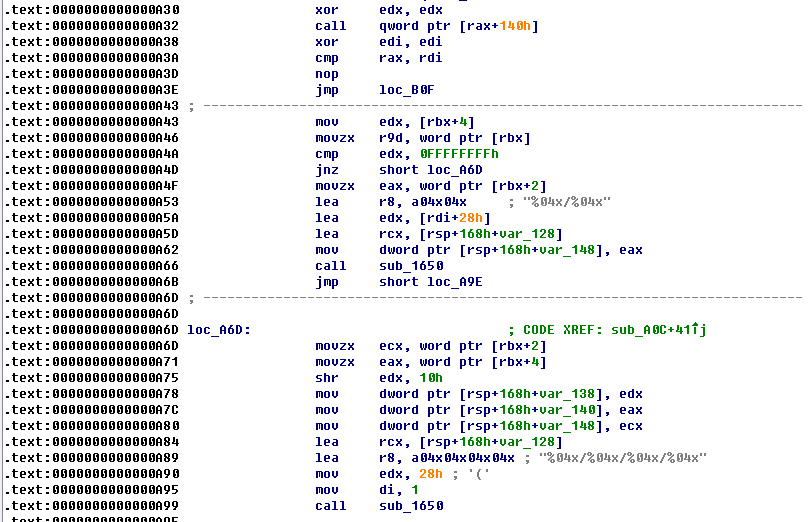 .text:0000000000000A30 xor edx, edx
.text:0000000000000A32 call qword ptr [rax+140h]
.text:0000000000000A38 xor edi, edi
.text:0000000000000A3A cmp rax, rdi
.text:0000000000000A3D nop
.text:0000000000000A3E jmp loc_B0F
.text:0000000000000A43 ; ---------------------------------------------------------------------------
.text:0000000000000A43 mov edx, [rbx+4]
.text:0000000000000A46 movzx r9d, word ptr [rbx]
.text:0000000000000A4A cmp edx, 0FFFFFFFFh
.text:0000000000000A4D jnz short loc_A6D
.text:0000000000000A4F movzx eax, word ptr [rbx+2]
.text:0000000000000A53 lea r8, a04x04x ; "%04x/%04x"
.text:0000000000000A5A lea edx, [rdi+28h]
.text:0000000000000A5D lea rcx, [rsp+168h+var_128]
.text:0000000000000A62 mov dword ptr [rsp+168h+var_148], eax
.text:0000000000000A66 call sub_1650
.text:0000000000000A6B jmp short loc_A9E
.text:0000000000000A6D ; ---------------------------------------------------------------------------
.text:0000000000000A6D
.text:0000000000000A6D loc_A6D: ; CODE XREF: sub_A0C+41↑j
.text:0000000000000A6D movzx ecx, word ptr [rbx+2]
.text:0000000000000A71 movzx eax, word ptr [rbx+4]
.text:0000000000000A75 shr edx, 10h
.text:0000000000000A78 mov dword ptr [rsp+168h+var_138], edx
.text:0000000000000A7C mov dword ptr [rsp+168h+var_140], eax
.text:0000000000000A80 mov dword ptr [rsp+168h+var_148], ecx
.text:0000000000000A84 lea rcx, [rsp+168h+var_128]
.text:0000000000000A89 lea r8, a04x04x04x04x ; "%04x/%04x/%04x/%04x"
.text:0000000000000A90 mov edx, 28h ; '('
.text:0000000000000A95 mov di, 1
.text:0000000000000A99 call sub_1650